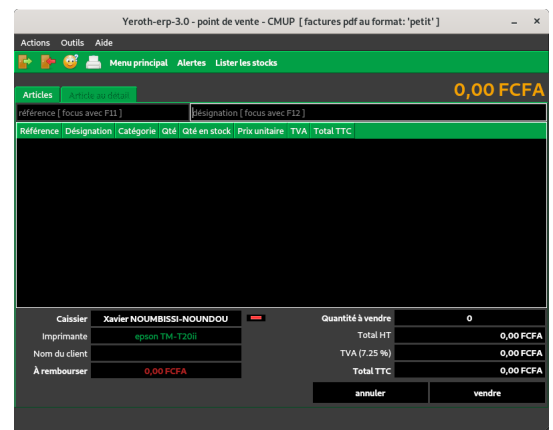 Yeroth-erp-3.0 - point de vente - CMUP [ factures pdf au format: 'petit' ]
Actions Outils Aide
Menu principal Alertes Lister les stocks
Articles Article au détail 0,00 FCFA
référence [ focus avec F11 ] désignation [ focus avec F12 ]
Référence Désignation Catégorie Qté Qté en stock Prix unitaire TVA Total TTC
Caissier Xavier NOUMBISSI-NOUNDOU Quantité à vendre 0
Imprimante epson TM-T20ii Total HT 0,00 FCFA
Nom du client TVA (7.25 %) 0,00 FCFA
À rembourser 0,00 FCFA Total TTC 0,00 FCFA
annuler vendre